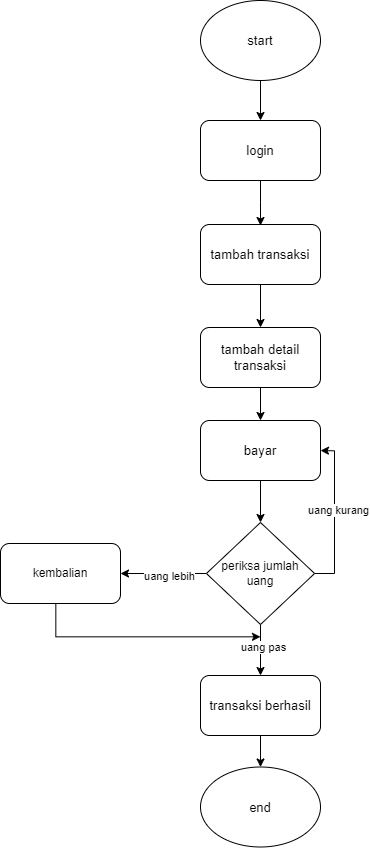 start
login
tambah transaksi
tambah detail
transaksi
bayar
uang kurang
periksa jumlah
uang
uang lebih
kembalian
uang pas
transaksi berhasil
end